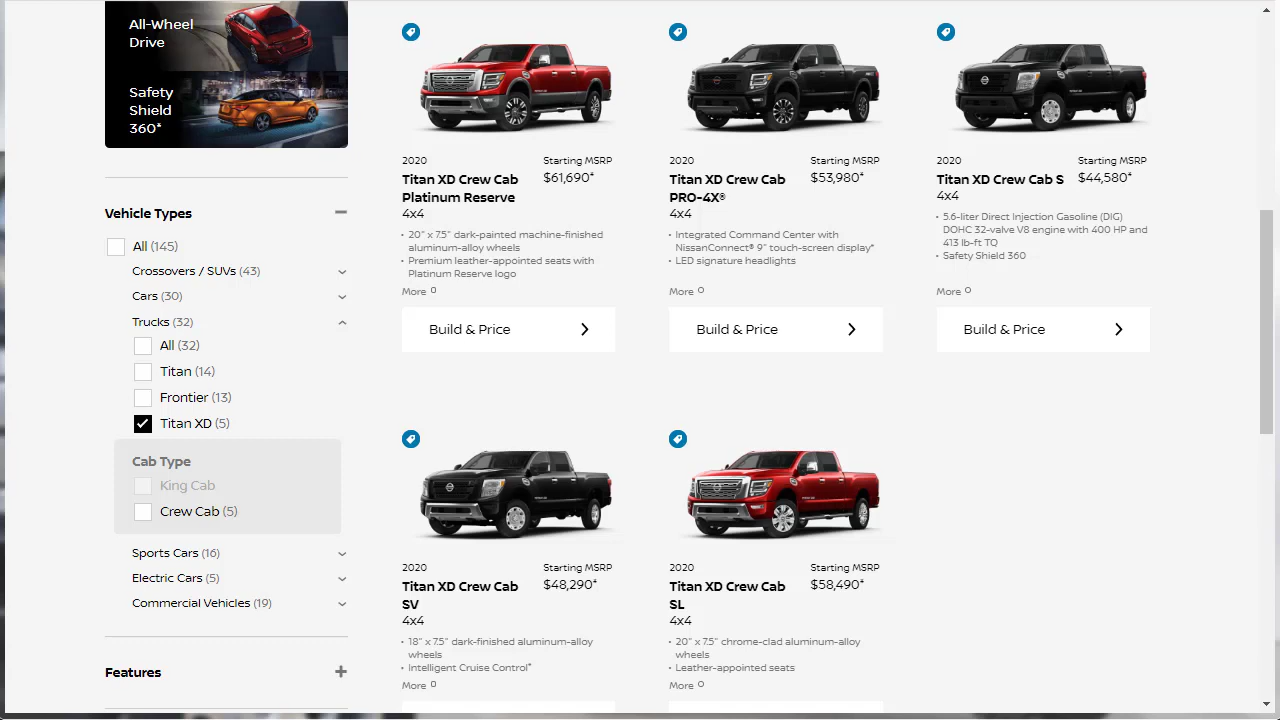 All-Wheel
Drive
Safety
Shield
360*
Vehicle Types
All (145)
Crossovers / SUVs (43)
Cars (30)
Trucks (32)
All (32)
Titan (14)
Frontier (13)
Titan XD (5)
Cab Type
King Cab
Crew Cab (5)
Sports Cars (16)
Electric Cars (5)
Commercial Vehicles (19)
Features
2020
Starting MSRP
Titan XD Crew Cab
Platinum Reserve
$61,690‡
4x4
• 20" x 7.5" dark-painted machine-finished
aluminum-alloy wheels
• Premium leather-appointed seats with
Platinum Reserve logo
More
Build & Price
2020
Starting MSRP
Titan XD Crew Cab
PRO-4X®
$53,980‡
4x4
• Integrated Command Center with
NissanConnect® 9" touch-screen display*
• LED signature headlights
More
Build & Price
2020
Starting MSRP
Titan XD Crew Cab S
$44,580‡
4x4
• 5.6-liter Direct Injection Gasoline (DIG)
DOHC 32-valve V8 engine with 400 HP and
413 lb-ft TQ
• Safety Shield 360
More
Build & Price
2020
Starting MSRP
Titan XD Crew Cab
SV
$48,290‡
4x4
• 18" x 7.5" dark-finished aluminum-alloy
wheels
• Intelligent Cruise Control*
More
2020
Starting MSRP
Titan XD Crew Cab
SL
$58,490‡
4x4
• 20" x 7.5" chrome-clad aluminum-alloy
wheels
• Leather-appointed seats
More